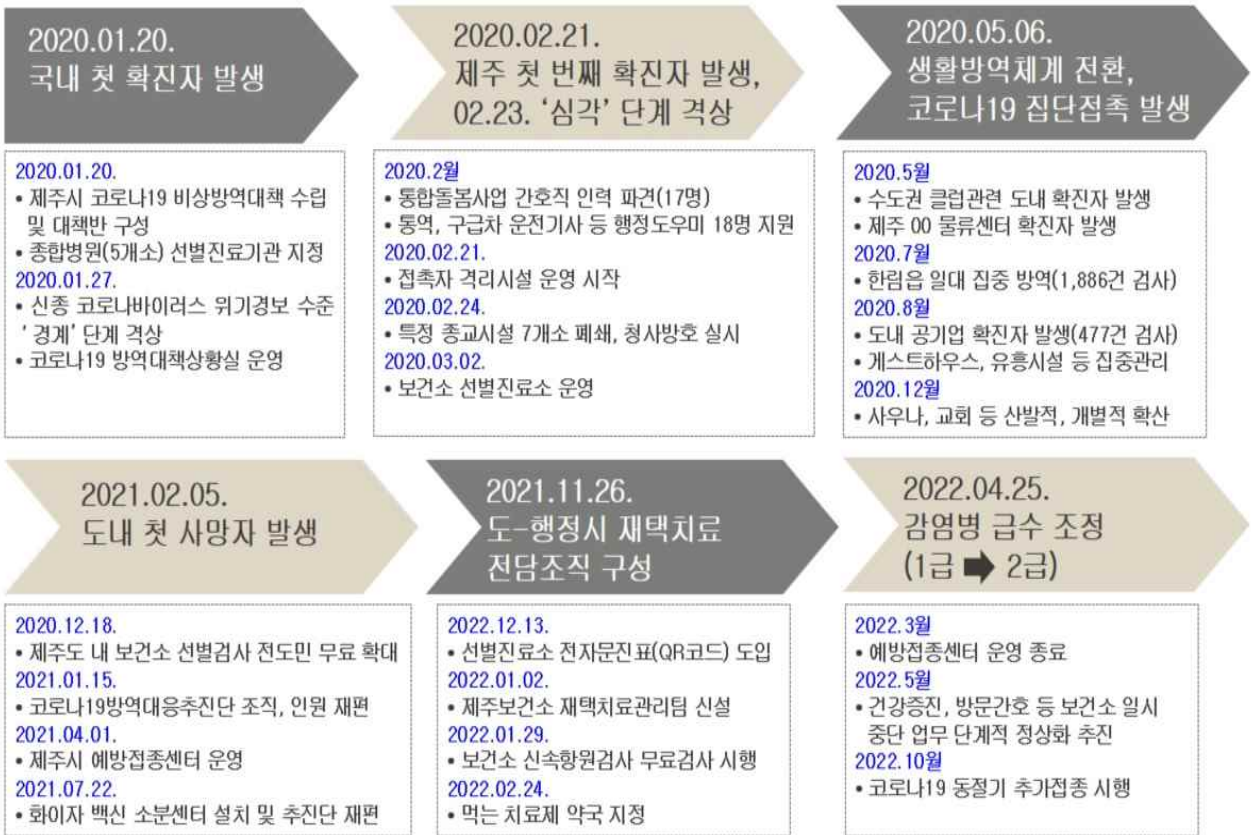 2020.01.20.
국내 첫 확진자 발생
2020.01.20.
• 제주시 코로나19 비상방역대책 수립
및 대책반 구성
• 종합병원(5개소) 선별진료기관 지정
2020.01.27.
• 신종 코로나바이러스 위기경보 수준
‘ 경계’ 단계 격상
• 코로나19 방역대책상황실 운영
2020.02.21.
제주 첫 번째 확진자 발생,
02.23. ‘심각’ 단계 격상
2020.2월
• 통합돌봄사업 간호직 인력 파견(17명)
• 통역, 구급차 운전기사 등 행정도우미 18명 지원
2020.02.21.
• 접촉자 격리시설 운영 시작
2020.02.24.
• 특정 종교시설 7개소 폐쇄, 청사방호 실시
2020.03.02.
• 보건소 선별진료소 운영
2020.05.06.
생활방역체계 전환,
코로나19 집단접촉 발생
2020.5월
• 수도권 클럽관련 도내 확진자 발생
• 제주 00 물류센터 확진자 발생
2020.7월
• 한림읍 일대 집중 방역(1,886건 검사)
2020.8월
• 도내 공기업 확진자 발생(477건 검사)
• 게스트하우스, 유흥시설 등 집중관리
2020.12월
• 사우나, 교회 등 산발적, 개별적 확산
2021.02.05.
도내 첫 사망자 발생
2020.12.18.
• 제주도 내 보건소 선별검사 전도민 무료 확대
2021.01.15.
• 코로나19방역대응추진단 조직, 인원 재편
2021.04.01.
• 제주시 예방접종센터 운영
2021.07.22.
• 화이자 백신 소분센터 설치 및 추진단 재편
2021.11.26.
도-행정시 재택치료
전담조직 구성
2022.12.13.
• 선별진료소 전자문진표(QR코드) 도입
2022.01.02.
• 제주보건소 재택치료관리팀 신설
2022.01.29.
• 보건소 신속항원검사 무료검사 시행
2022.02.24.
• 먹는 치료제 약국 지정
2022.04.25.
감염병 급수 조정
(1급 ➡ 2급)
2022.3월
• 예방접종센터 운영 종료
2022.5월
• 건강증진, 방문간호 등 보건소 일시
중단 업무 단계적 정상화 추진
2022.10월
• 코로나19 동절기 추가접종 시행